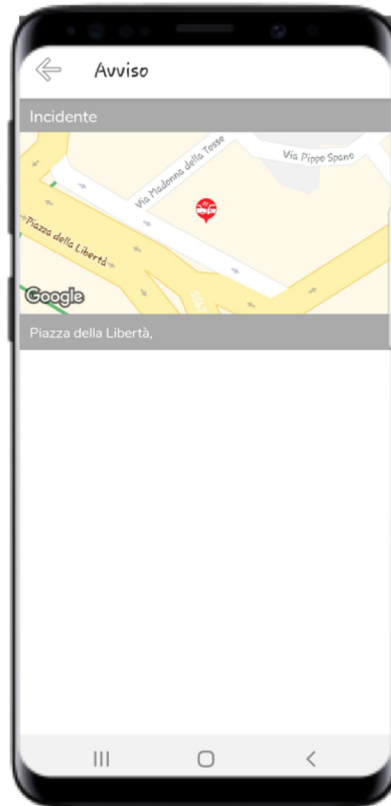 Avviso
Incidente
Via Madonna della Tosse
Via Pippo Spano
Piazza della Libertà
Google
Piazza della Libertà,